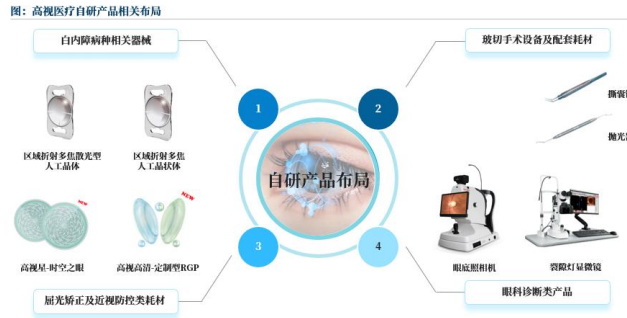 图：高视医疗自研产品相关布局
白内障病种相关器械
玻切手术设备及配套耗材
1
2
撕囊
抛光
区域折射多焦散光型
人工晶体
区域折射多焦
人工晶状体
自研产品布局
NEW
NEW
3
4
高视星-时空之眼
高视高清-定制型RGP
眼底照相机
裂隙灯显微镜
屈光矫正及近视防控类耗材
眼科诊断类产品